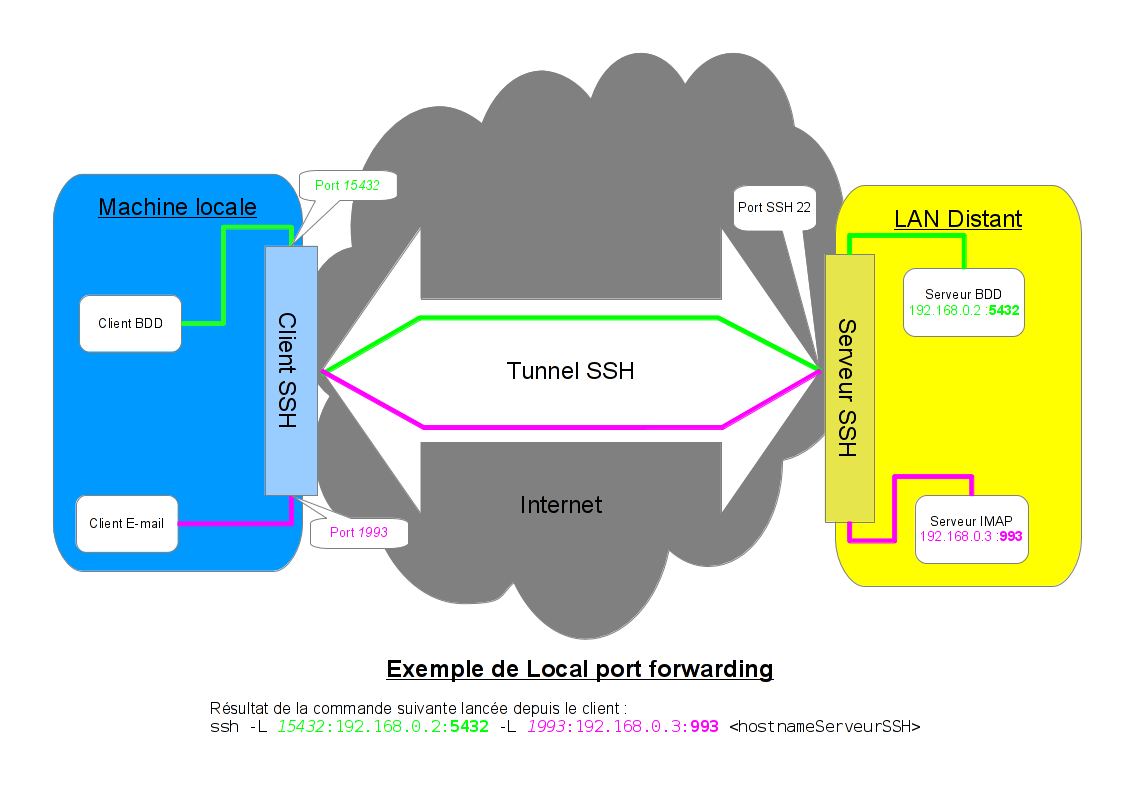 Machine locale
Port 15432
Port SSH 22
LAN Distant
Client BDD
Client SSH
Tunnel SSH
Serveur SSH
Serveur BDD
192.168.0.2 :5432
Client E-mail
Port 1993
Internet
Serveur IMAP
192.168.0.3 :993
Exemple de Local port forwarding
Résultat de la commande suivante lancée depuis le client :
ssh -L 15432:192.168.0.2:5432 -L 1993:192.168.0.3:993 <hostnameServeurSSH>